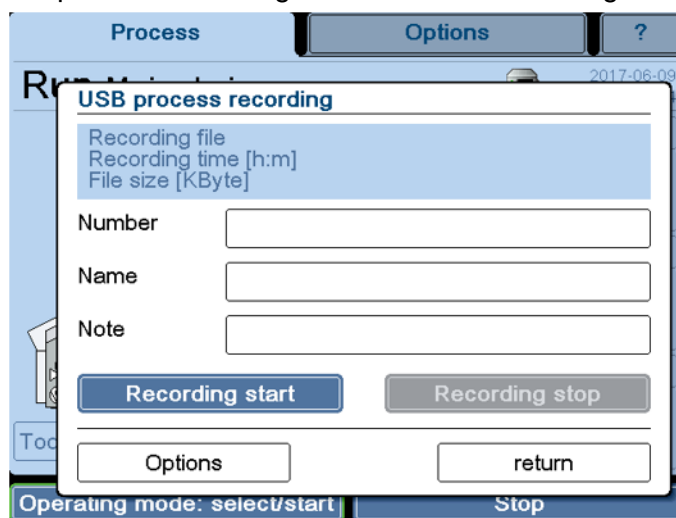 Process Options ?
Run
2017-06-09
USB process recording
Recording file
Recording time [h:m]
File size [KByte]
Number
Name
Note
Recording start Recording stop
Options return
Operating mode: select/start Stop